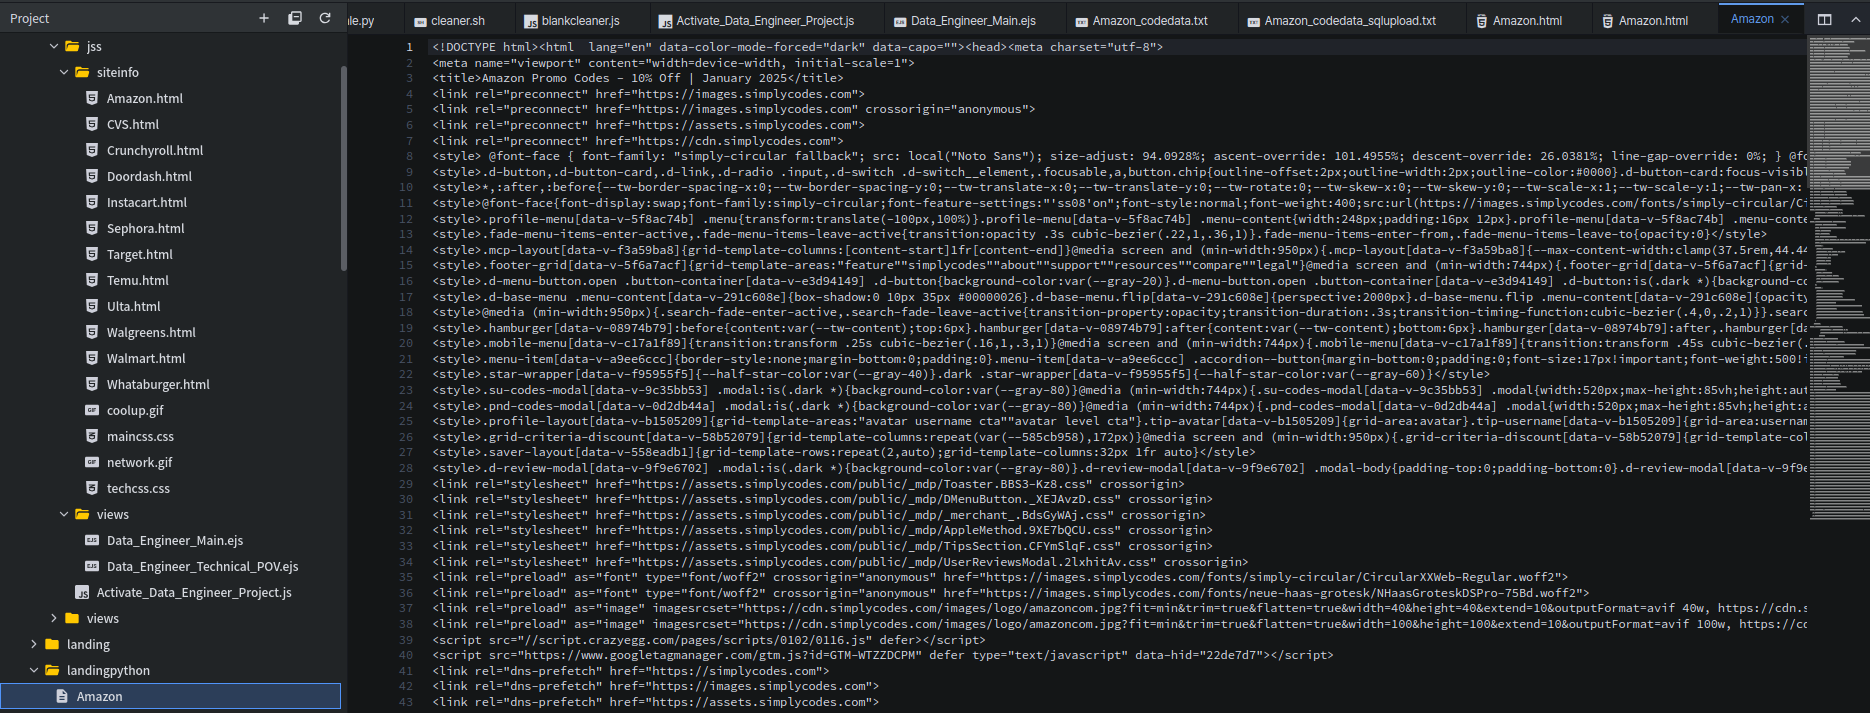 Project
le.py
cleaner.sh
blankcleaner.js
Activate_Data_Engineer_Project.js
Data_Engineer_Main.ejs
Amazon_codedata.txt
Amazon_codedata_sqlupload.txt
Amazon.html
Amazon.html
Amazon
jss
siteinfo
Amazon.html
CVS.html
Crunchyroll.html
Doordash.html
Instacart.html
Sephora.html
Target.html
Temu.html
Ulta.html
Walgreens.html
Walmart.html
Whataburger.html
coolup.gif
maincss.css
network.gif
techcss.css
views
Data_Engineer_Main.ejs
Data_Engineer_Technical_POV.ejs
Activate_Data_Engineer_Project.js
views
landing
landingpython
Amazon
1 <!DOCTYPE html><html  lang="en" data-color-mode-forced="dark" data-capo=""><head><meta charset="utf-8">
2 <meta name="viewport" content="width=device-width, initial-scale=1">
3 <title>Amazon Promo Codes – 10% Off | January 2025</title>
4 <link rel="preconnect" href="https://images.simplycodes.com">
5 <link rel="preconnect" href="https://images.simplycodes.com" crossorigin="anonymous">
6 <link rel="preconnect" href="https://assets.simplycodes.com">
7 <link rel="preconnect" href="https://cdn.simplycodes.com">
8 <style> @font-face { font-family: "simply-circular fallback"; src: local("Noto Sans"); size-adjust: 94.0928%; ascent-override: 101.4955%; descent-override: 26.0381%; line-gap-override: 0%; } @fo
9 <style>.d-button,.d-button-card,.d-link,.d-radio .input,.d-switch .d-switch__element,.focusable,a,button.chip{outline-offset:2px;outline-width:2px;outline-color:#0000}.d-button-card:focus-visibl
10 <style>*,:after,:before{--tw-border-spacing-x:0;--tw-border-spacing-y:0;--tw-translate-x:0;--tw-translate-y:0;--tw-rotate:0;--tw-skew-x:0;--tw-skew-y:0;--tw-scale-x:1;--tw-scale-y:1;--tw-pan-x:
11 <style>@font-face{font-display:swap;font-family:simply-circular;font-feature-settings:"'ss08'on";font-style:normal;font-weight:400;src:url(https://images.simplycodes.com/fonts/simply-circular/Ci
12 <style>.profile-menu[data-v-5f8ac74b] .menu{transform:translate(-100px,100%)}.profile-menu[data-v-5f8ac74b] .menu-content{width:248px;padding:16px 12px}.profile-menu[data-v-5f8ac74b] .menu-conte
13 <style>.fade-menu-items-enter-active,.fade-menu-items-leave-active{transition:opacity .3s cubic-bezier(.22,1,.36,1)}.fade-menu-items-enter-from,.fade-menu-items-leave-to{opacity:0}</style>
14 <style>.mcp-layout[data-v-f3a59ba8]{grid-template-columns:[content-start]1fr[content-end]}@media screen and (min-width:950px){.mcp-layout[data-v-f3a59ba8]{--max-content-width:clamp(37.5rem,44.44
15 <style>.footer-grid[data-v-5f6a7acf]{grid-template-areas:"feature""simplycodes""about""support""resources""compare""legal"}@media screen and (min-width:744px){.footer-grid[data-v-5f6a7acf]{grid-
16 <style>.d-menu-button.open .button-container[data-v-e3d94149] .d-button{background-color:var(--gray-20)}.d-menu-button.open .button-container[data-v-e3d94149] .d-button:is(.dark *){background-co
17 <style>.d-base-menu .menu-content[data-v-291c608e]{box-shadow:0 10px 35px #00000026}.d-base-menu.flip[data-v-291c608e]{perspective:2000px}.d-base-menu.flip .menu-content[data-v-291c608e]{opacity
18 <style>@media (min-width:950px){.search-fade-enter-active,.search-fade-leave-active{transition-property:opacity;transition-duration:.3s;transition-timing-function:cubic-bezier(.4,0,.2,1)}}.searc
19 <style>.hamburger[data-v-08974b79]:before{content:var(--tw-content);top:6px}.hamburger[data-v-08974b79]:after{content:var(--tw-content);bottom:6px}.hamburger[data-v-08974b79]:after,.hamburger[da
20 <style>.mobile-menu[data-v-c17a1f89]{transition:transform .25s cubic-bezier(.16,1,.3,1)}@media screen and (min-width:744px){.mobile-menu[data-v-c17a1f89]{transition:transform .45s cubic-bezier(.
21 <style>.menu-item[data-v-a9ee6ccc]{border-style:none;margin-bottom:0;padding:0}.menu-item[data-v-a9ee6ccc] .accordion--button{margin-bottom:0;padding:0;font-size:17px!important;font-weight:500!i
22 <style>.star-wrapper[data-v-f95955f5]{--half-star-color:var(--gray-40)}.dark .star-wrapper[data-v-f95955f5]{--half-star-color:var(--gray-60)}</style>
23 <style>.su-codes-modal[data-v-9c35bb53] .modal:is(.dark *){background-color:var(--gray-80)}@media (min-width:744px){.su-codes-modal[data-v-9c35bb53] .modal{width:520px;max-height:85vh;height:aut
24 <style>.pnd-codes-modal[data-v-0d2db44a] .modal:is(.dark *){background-color:var(--gray-80)}@media (min-width:744px){.pnd-codes-modal[data-v-0d2db44a] .modal{width:520px;max-height:85vh;height:a
25 <style>.profile-layout[data-v-b1505209]{grid-template-areas:"avatar username cta""avatar level cta"}.tip-avatar[data-v-b1505209]{grid-area:avatar}.tip-username[data-v-b1505209]{grid-area:usernam
26 <style>.grid-criteria-discount[data-v-58b52079]{grid-template-columns:repeat(var(--585cb958),172px)}@media screen and (min-width:950px){.grid-criteria-discount[data-v-58b52079]{grid-template-col
27 <style>.saver-layout[data-v-558eadb1]{grid-template-rows:repeat(2,auto);grid-template-columns:32px 1fr auto}</style>
28 <style>.d-review-modal[data-v-9f9e6702] .modal:is(.dark *){background-color:var(--gray-80)}.d-review-modal[data-v-9f9e6702] .modal-body{padding-top:0;padding-bottom:0}.d-review-modal[data-v-9f9e
29 <link rel="stylesheet" href="https://assets.simplycodes.com/public/_mdp/Toaster.BBS3-Kz8.css" crossorigin>
30 <link rel="stylesheet" href="https://assets.simplycodes.com/public/_mdp/DMenuButton._XEJAvzD.css" crossorigin>
31 <link rel="stylesheet" href="https://assets.simplycodes.com/public/_mdp/_merchant_.BdsGyWAj.css" crossorigin>
32 <link rel="stylesheet" href="https://assets.simplycodes.com/public/_mdp/AppleMethod.9XE7bQCU.css" crossorigin>
33 <link rel="stylesheet" href="https://assets.simplycodes.com/public/_mdp/TipsSection.CFYmSlqF.css" crossorigin>
34 <link rel="stylesheet" href="https://assets.simplycodes.com/public/_mdp/UserReviewsModal.2lxhitAv.css" crossorigin>
35 <link rel="preload" as="font" type="font/woff2" crossorigin="anonymous" href="https://images.simplycodes.com/fonts/simply-circular/CircularXXWeb-Regular.woff2">
36 <link rel="preload" as="font" type="font/woff2" crossorigin="anonymous" href="https://images.simplycodes.com/fonts/neue-haas-grotesk/NHaasGroteskDSPro-75Bd.woff2">
37 <link rel="preload" as="image" imagesrcset="https://cdn.simplycodes.com/images/logo/amazoncom.jpg?fit=min&trim=true&flatten=true&width=40&height=40&extend=10&outputFormat=avif 40w, https://cdn.s
38 <link rel="preload" as="image" imagesrcset="https://cdn.simplycodes.com/images/logo/amazoncom.jpg?fit=min&trim=true&flatten=true&width=100&height=100&extend=10&outputFormat=avif 100w, https://cd
39 <script src="//script.crazyegg.com/pages/scripts/0102/0116.js" defer></script>
40 <script src="https://www.googletagmanager.com/gtm.js?id=GTM-WTZZDCPM" defer type="text/javascript" data-hid="22de7d7"></script>
41 <link rel="dns-prefetch" href="https://simplycodes.com">
42 <link rel="dns-prefetch" href="https://images.simplycodes.com">
43 <link rel="dns-prefetch" href="https://assets.simplycodes.com">